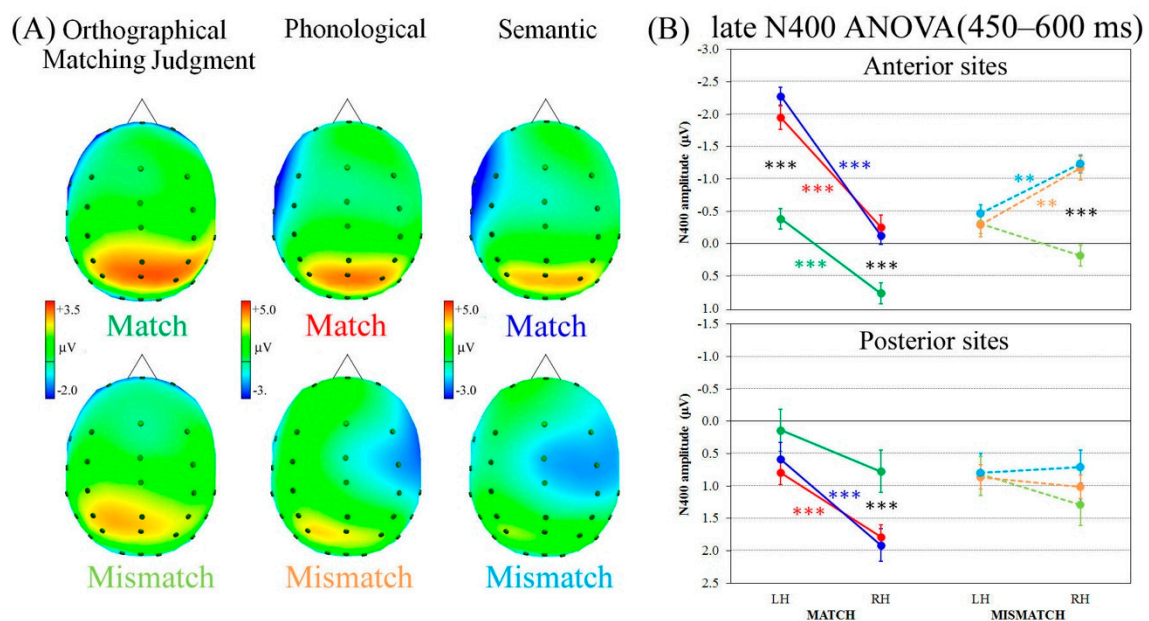 (A) Orthographical Matching Judgment
Phonological
Semantic
+3.5
µV
-2.0
Match
+5.0
µV
-3.
Match
+5.0
µV
-3.0
Match
Mismatch
Mismatch
Mismatch
(B) late N400 ANOVA(450–600 ms)
Anterior sites
N400 amplitude (µV)
-3.0
-2.5
-2.0
-1.5
-1.0
-0.5
0.0
0.5
1.0
***
***
***
***
***
**
**
***
Posterior sites
N400 amplitude (µV)
-1.5
-1.0
-0.5
0.0
0.5
1.0
1.5
2.0
2.5
***
***
***
LH RH LH RH
MATCH MISMATCH